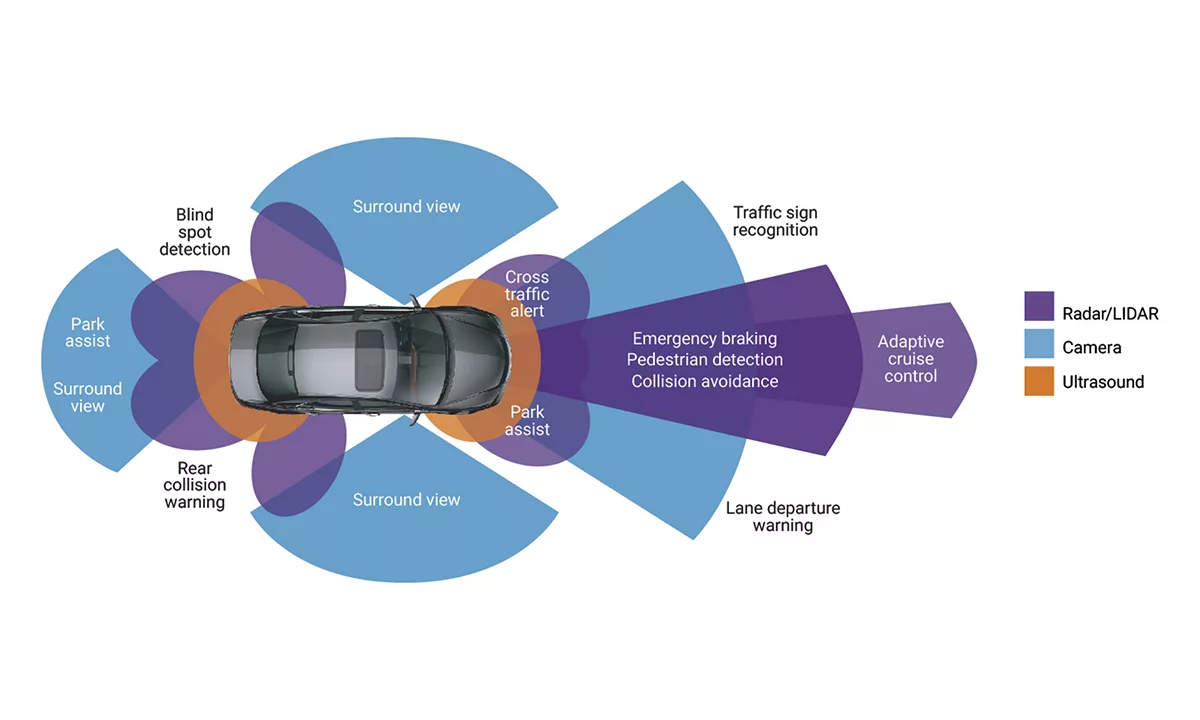 Surround view
Blind
spot
detection
Traffic sign
recognition
Cross
traffic
alert
Park
assist
Surround
view
Emergency braking
Pedestrian detection
Collision avoidance
Adaptive
cruise
control
Radar/LIDAR
Camera
Ultrasound
Park
assist
Rear
collision
warning
Surround view
Lane departure
warning